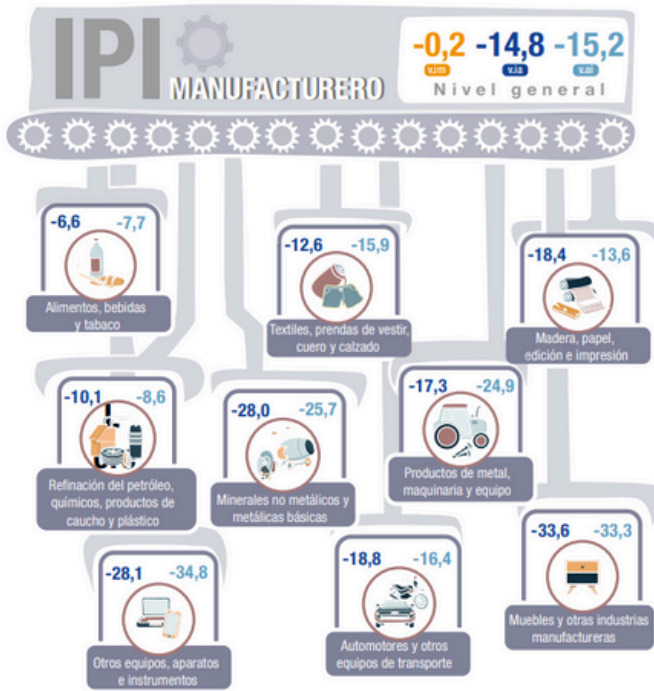 IPI
MANUFACTURERO
-0,2 -14,8 -15,2
v.im v.ia v.ai
Nivel general
-6,6 -7,7
Alimentos, bebidas
y tabaco
-12,6 -15,9
Textiles, prendas de vestir,
cuero y calzado
-18,4 -13,6
Madera, papel,
edición e impresión
-10,1 -8,6
Refinación del petróleo,
químicos, productos de
caucho y plástico
-28,0 -25,7
Minerales no metálicos y
metálicas básicas
-17,3 -24,9
Productos de metal,
maquinaria y equipo
-28,1 -34,8
Otros equipos, aparatos
e instrumentos
-18,8 -16,4
Automotores y otros
equipos de transporte
-33,6 -33,3
Muebles y otras industrias
manufactureras